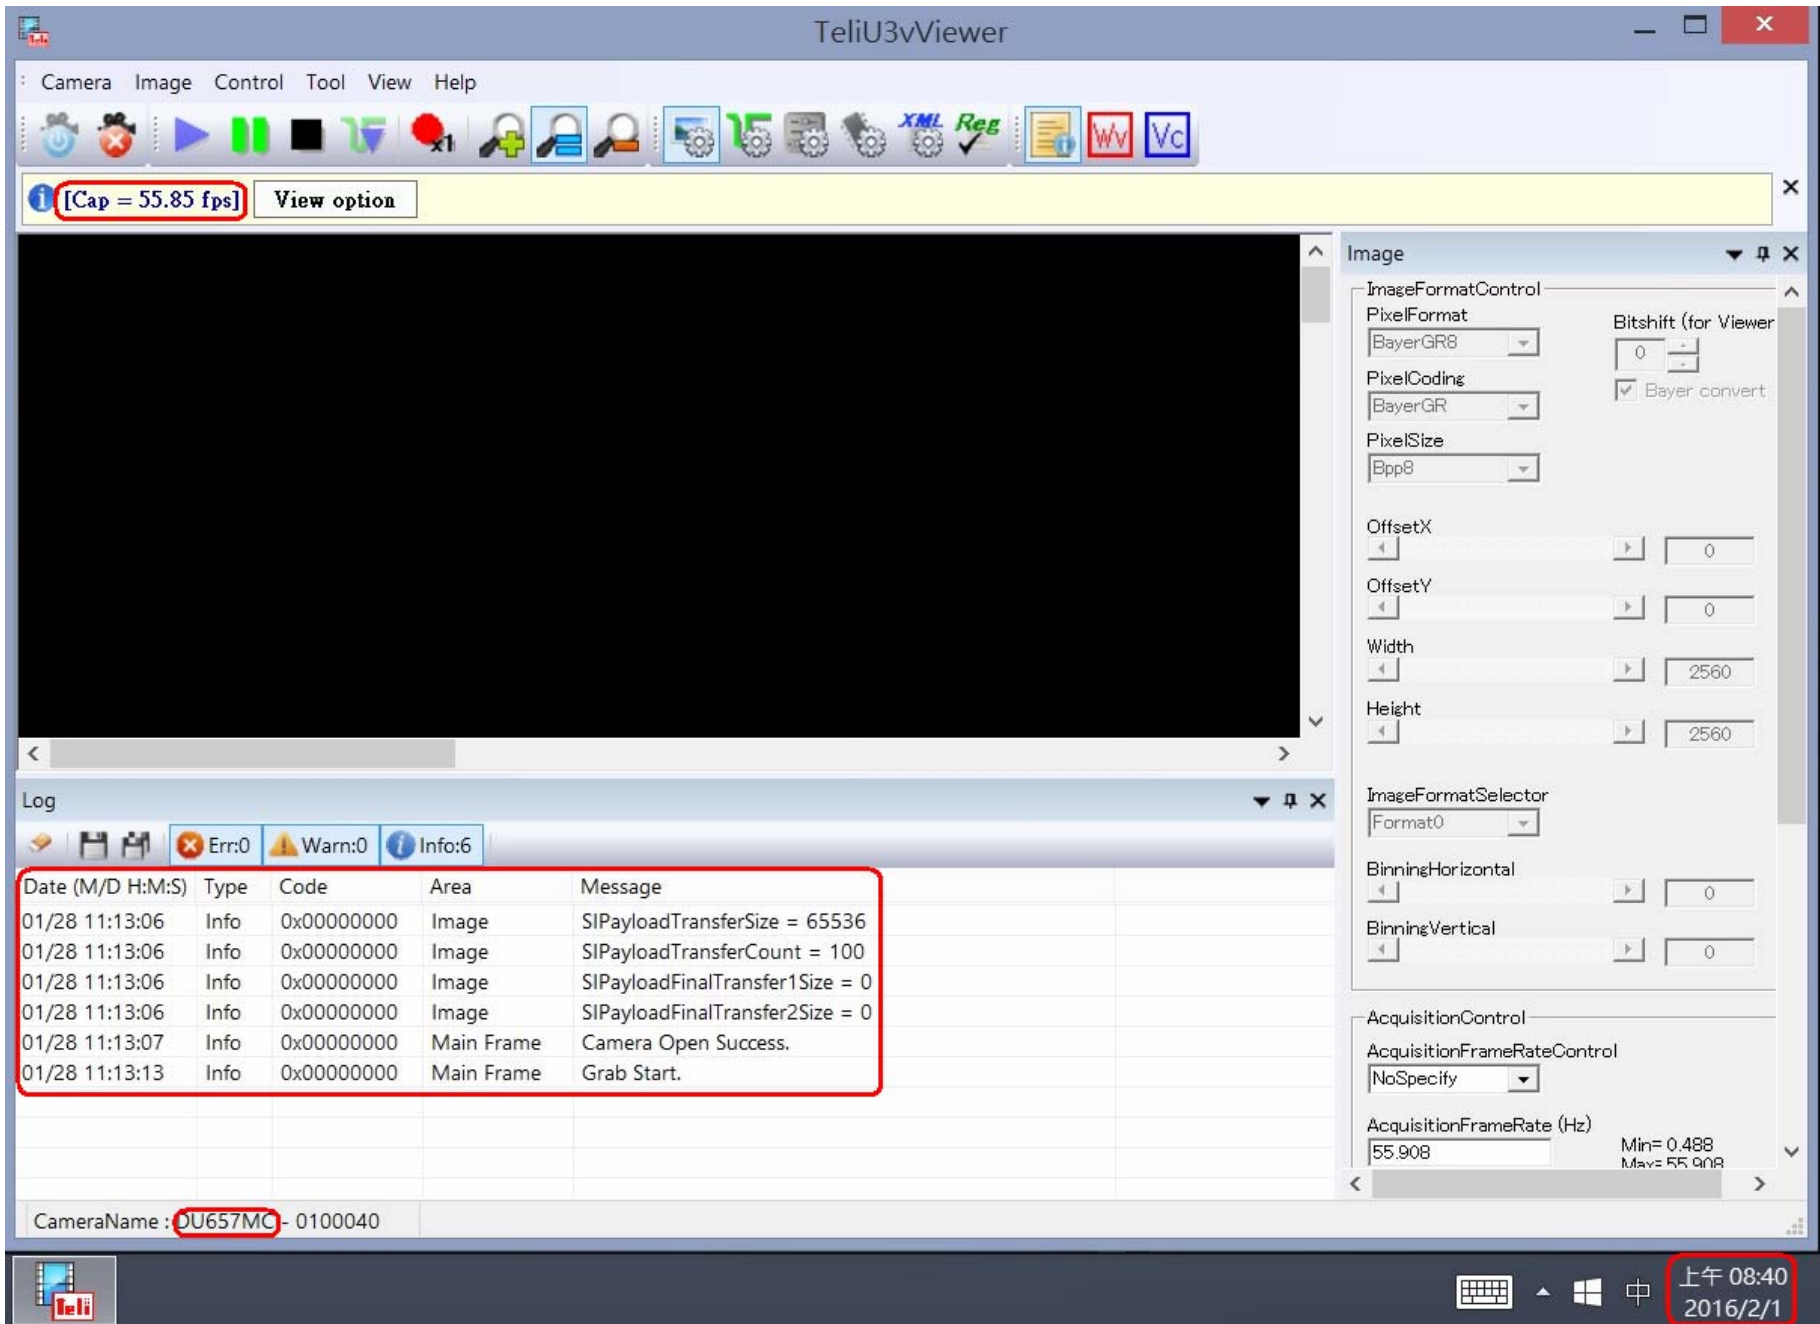 TeliU3vViewer
Camera Image Control Tool View Help
x1 XML Reg Wv Vc
[Cap = 55.85 fps] View option
Image
ImageFormatControl
PixelFormat
BayerGR8
Bitshift (for Viewer
0
Bayer convert
PixelCoding
BayerGR
PixelSize
Bpp8
OffsetX
0
OffsetY
0
Width
2560
Height
2560
ImageFormatSelector
Format0
BinningHorizontal
0
BinningVertical
0
AcquisitionControl
AcquisitionFrameRateControl
NoSpecify
AcquisitionFrameRate (Hz)
55.908
Min= 0.488
Max= 55.908
Log
Err:0 Warn:0 Info:6
Date (M/D H:M:S) Type Code Area Message
01/28 11:13:06 Info 0x00000000 Image SIPayloadTransferSize = 65536
01/28 11:13:06 Info 0x00000000 Image SIPayloadTransferCount = 100
01/28 11:13:06 Info 0x00000000 Image SIPayloadFinalTransfer1Size = 0
01/28 11:13:06 Info 0x00000000 Image SIPayloadFinalTransfer2Size = 0
01/28 11:13:07 Info 0x00000000 Main Frame Camera Open Success.
01/28 11:13:13 Info 0x00000000 Main Frame Grab Start.
CameraName : DU657MC - 0100040
Teli
中
上午 08:40
2016/2/1